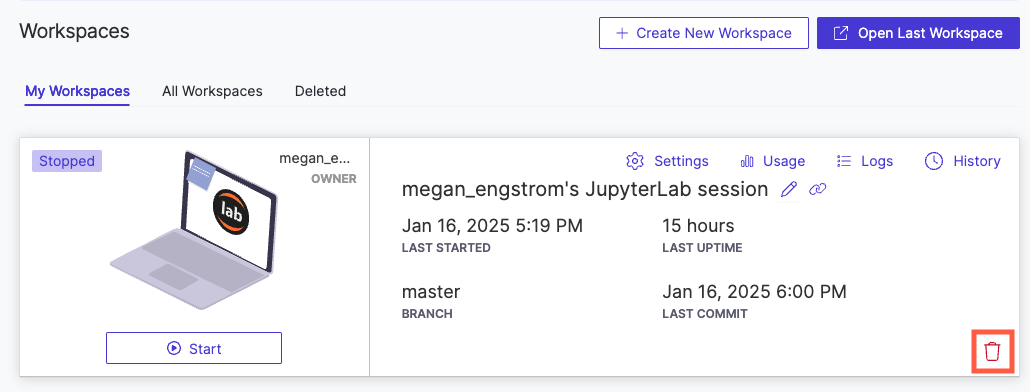 Workspaces
+ Create New Workspace
Open Last Workspace
My Workspaces
All Workspaces
Deleted
Stopped
megan_e...
OWNER
lab
Start
Settings
Usage
Logs
History
megan_engstrom's JupyterLab session
Jan 16, 2025 5:19 PM
LAST STARTED
15 hours
LAST UPTIME
master
BRANCH
Jan 16, 2025 6:00 PM
LAST COMMIT